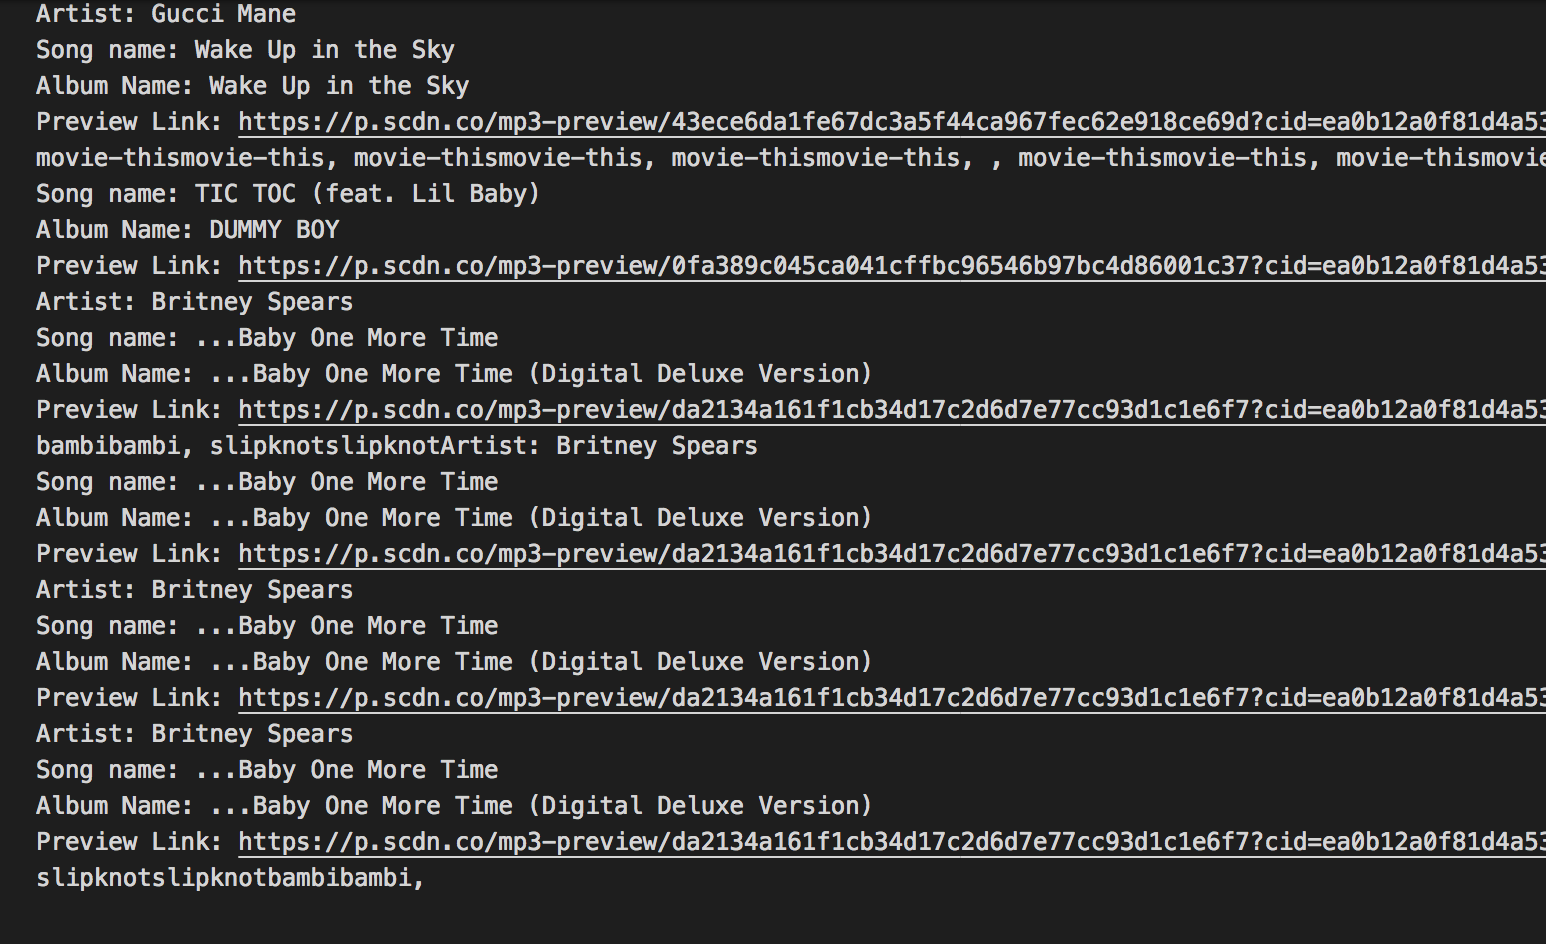 Artist: Gucci Mane
Song name: Wake Up in the Sky
Album Name: Wake Up in the Sky
Preview Link: https://p.scdn.co/mp3-preview/43ece6da1fe67dc3a5f44ca967fec62e918ce69d?cid=ea0b12a0f81d4a53
movie-thismovie-this, movie-thismovie-this, movie-thismovie-this, , movie-thismovie-this, movie-thismovie
Song name: TIC TOC (feat. Lil Baby)
Album Name: DUMMY BOY
Preview Link: https://p.scdn.co/mp3-preview/0fa389c045ca041cffbc96546b97bc4d86001c37?cid=ea0b12a0f81d4a53
Artist: Britney Spears
Song name: ...Baby One More Time
Album Name: ...Baby One More Time (Digital Deluxe Version)
Preview Link: https://p.scdn.co/mp3-preview/da2134a161f1cb34d17c2d6d7e77cc93d1c1e6f7?cid=ea0b12a0f81d4a53
bambibambi, slipknotslipknotArtist: Britney Spears
Song name: ...Baby One More Time
Album Name: ...Baby One More Time (Digital Deluxe Version)
Preview Link: https://p.scdn.co/mp3-preview/da2134a161f1cb34d17c2d6d7e77cc93d1c1e6f7?cid=ea0b12a0f81d4a53
Artist: Britney Spears
Song name: ...Baby One More Time
Album Name: ...Baby One More Time (Digital Deluxe Version)
Preview Link: https://p.scdn.co/mp3-preview/da2134a161f1cb34d17c2d6d7e77cc93d1c1e6f7?cid=ea0b12a0f81d4a53
Artist: Britney Spears
Song name: ...Baby One More Time
Album Name: ...Baby One More Time (Digital Deluxe Version)
Preview Link: https://p.scdn.co/mp3-preview/da2134a161f1cb34d17c2d6d7e77cc93d1c1e6f7?cid=ea0b12a0f81d4a53
slipknotslipknotbambibambi,